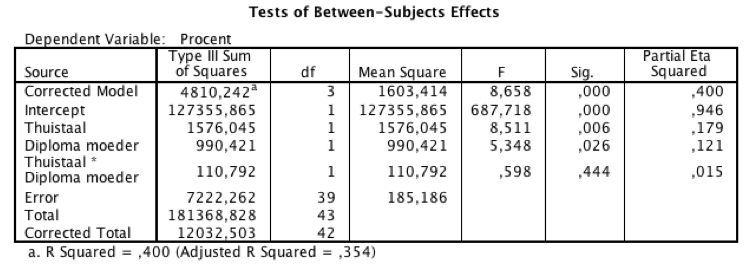 Tests of Between-Subjects Effects
Dependent Variable: Procent
Source Type III Sum of Squares df Mean Square F Sig. Partial Eta Squared
Corrected Model 4810,242a 3 1603,414 8,658 ,000 ,400
Intercept 127355,865 1 127355,865 687,718 ,000 ,946
Thuistaal 1576,045 1 1576,045 8,511 ,006 ,179
Diploma moeder 990,421 1 990,421 5,348 ,026 ,121
Thuistaal * Diploma moeder 110,792 1 110,792 ,598 ,444 ,015
Error 7222,262 39 185,186
Total 181368,828 43
Corrected Total 12032,503 42
a. R Squared = ,400 (Adjusted R Squared = ,354)